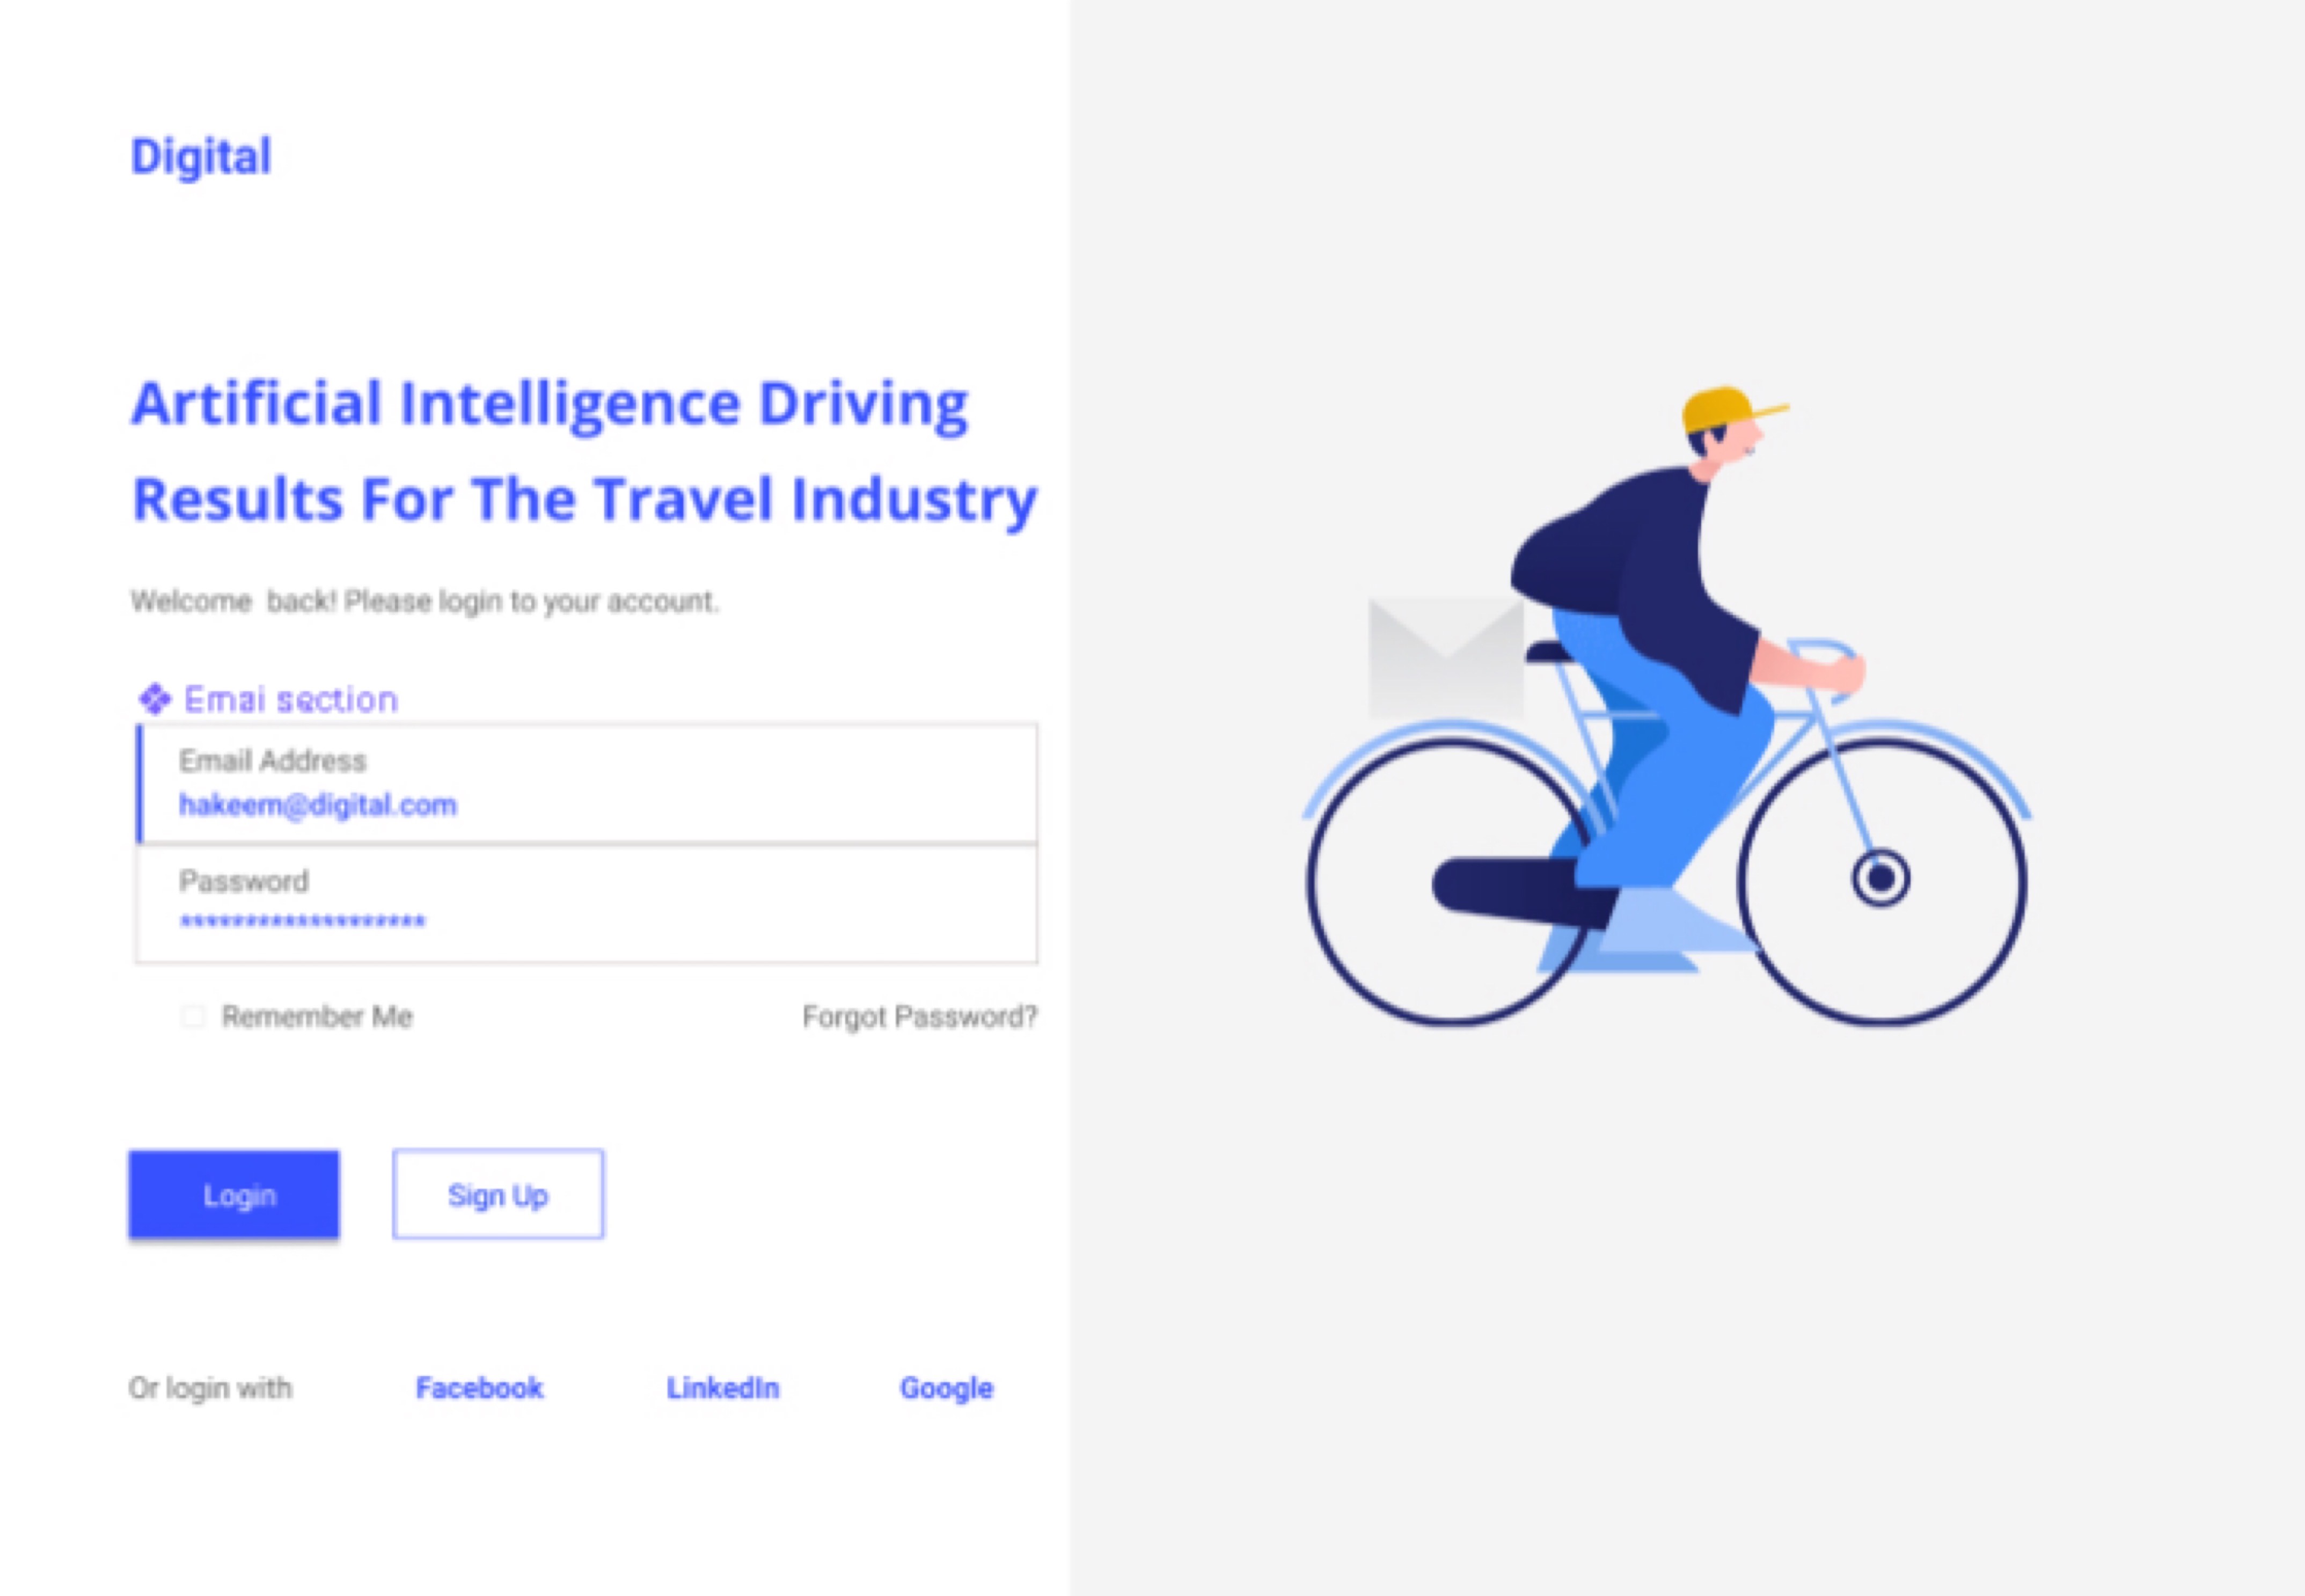 Digital
Artificial Intelligence Driving
Results For The Travel Industry
Welcome back! Please login to your account.
Emai section
Email Address
hakeem@digital.com
Password
*******************
Remember Me
Forgot Password?
Login
Sign Up
Or login with
Facebook
LinkedIn
Google